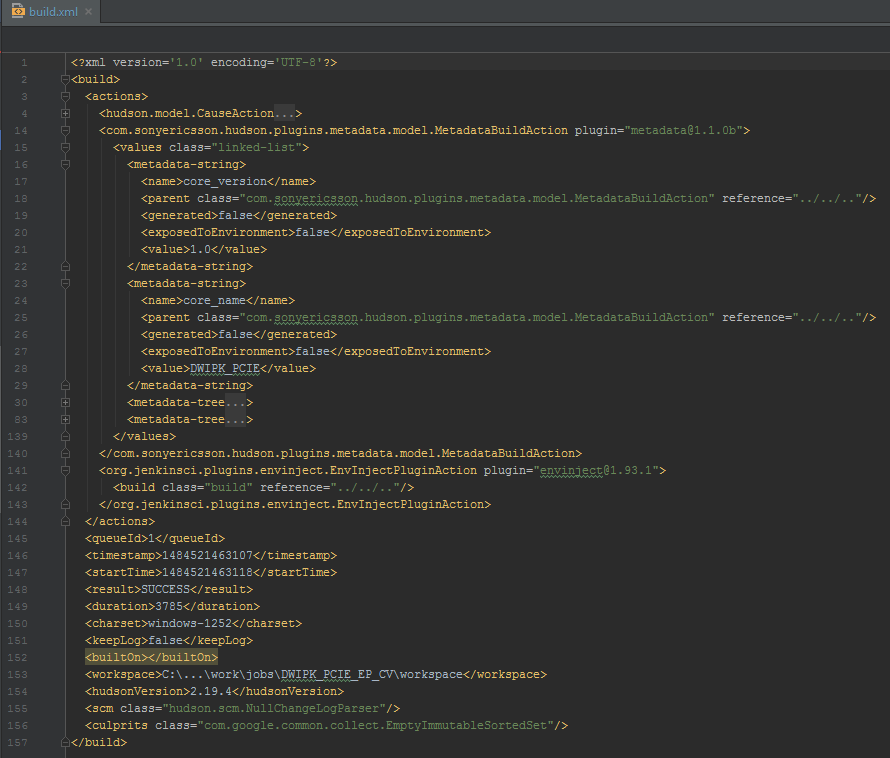 build.xml
1 <?xml version='1.0' encoding='UTF-8'?>
2 <build>
3   <actions>
4     <hudson.model.CauseAction...>
14     <com.sonyericsson.hudson.plugins.metadata.model.MetadataBuildAction plugin="metadata@1.1.0b">
15       <values class="linked-list">
16         <metadata-string>
17           <name>core_version</name>
18           <parent class="com.sonyericsson.hudson.plugins.metadata.model.MetadataBuildAction" reference="../../.."/>
19           <generated>false</generated>
20           <exposedToEnvironment>false</exposedToEnvironment>
21           <value>1.0</value>
22         </metadata-string>
23         <metadata-string>
24           <name>core_name</name>
25           <parent class="com.sonyericsson.hudson.plugins.metadata.model.MetadataBuildAction" reference="../../.."/>
26           <generated>false</generated>
27           <exposedToEnvironment>false</exposedToEnvironment>
28           <value>DWIPK_PCIE</value>
29         </metadata-string>
30         <metadata-tree...>
83         <metadata-tree...>
139       </values>
140     </com.sonyericsson.hudson.plugins.metadata.model.MetadataBuildAction>
141     <org.jenkinsci.plugins.envinject.EnvInjectPluginAction plugin="envinject@1.93.1">
142       <build class="build" reference="../../.."/>
143     </org.jenkinsci.plugins.envinject.EnvInjectPluginAction>
144   </actions>
145   <queueId>1</queueId>
146   <timestamp>1484521463107</timestamp>
147   <startTime>1484521463118</startTime>
148   <result>SUCCESS</result>
149   <duration>3785</duration>
150   <charset>windows-1252</charset>
151   <keepLog>false</keepLog>
152   <builtOn></builtOn>
153   <workspace>C:\...\work\jobs\DWIPK_PCIE_EP_CV\workspace</workspace>
154   <hudsonVersion>2.19.4</hudsonVersion>
155   <scm class="hudson.scm.NullChangeLogParser"/>
156   <culprits class="com.google.common.collect.EmptyImmutableSortedSet"/>
157 </build>